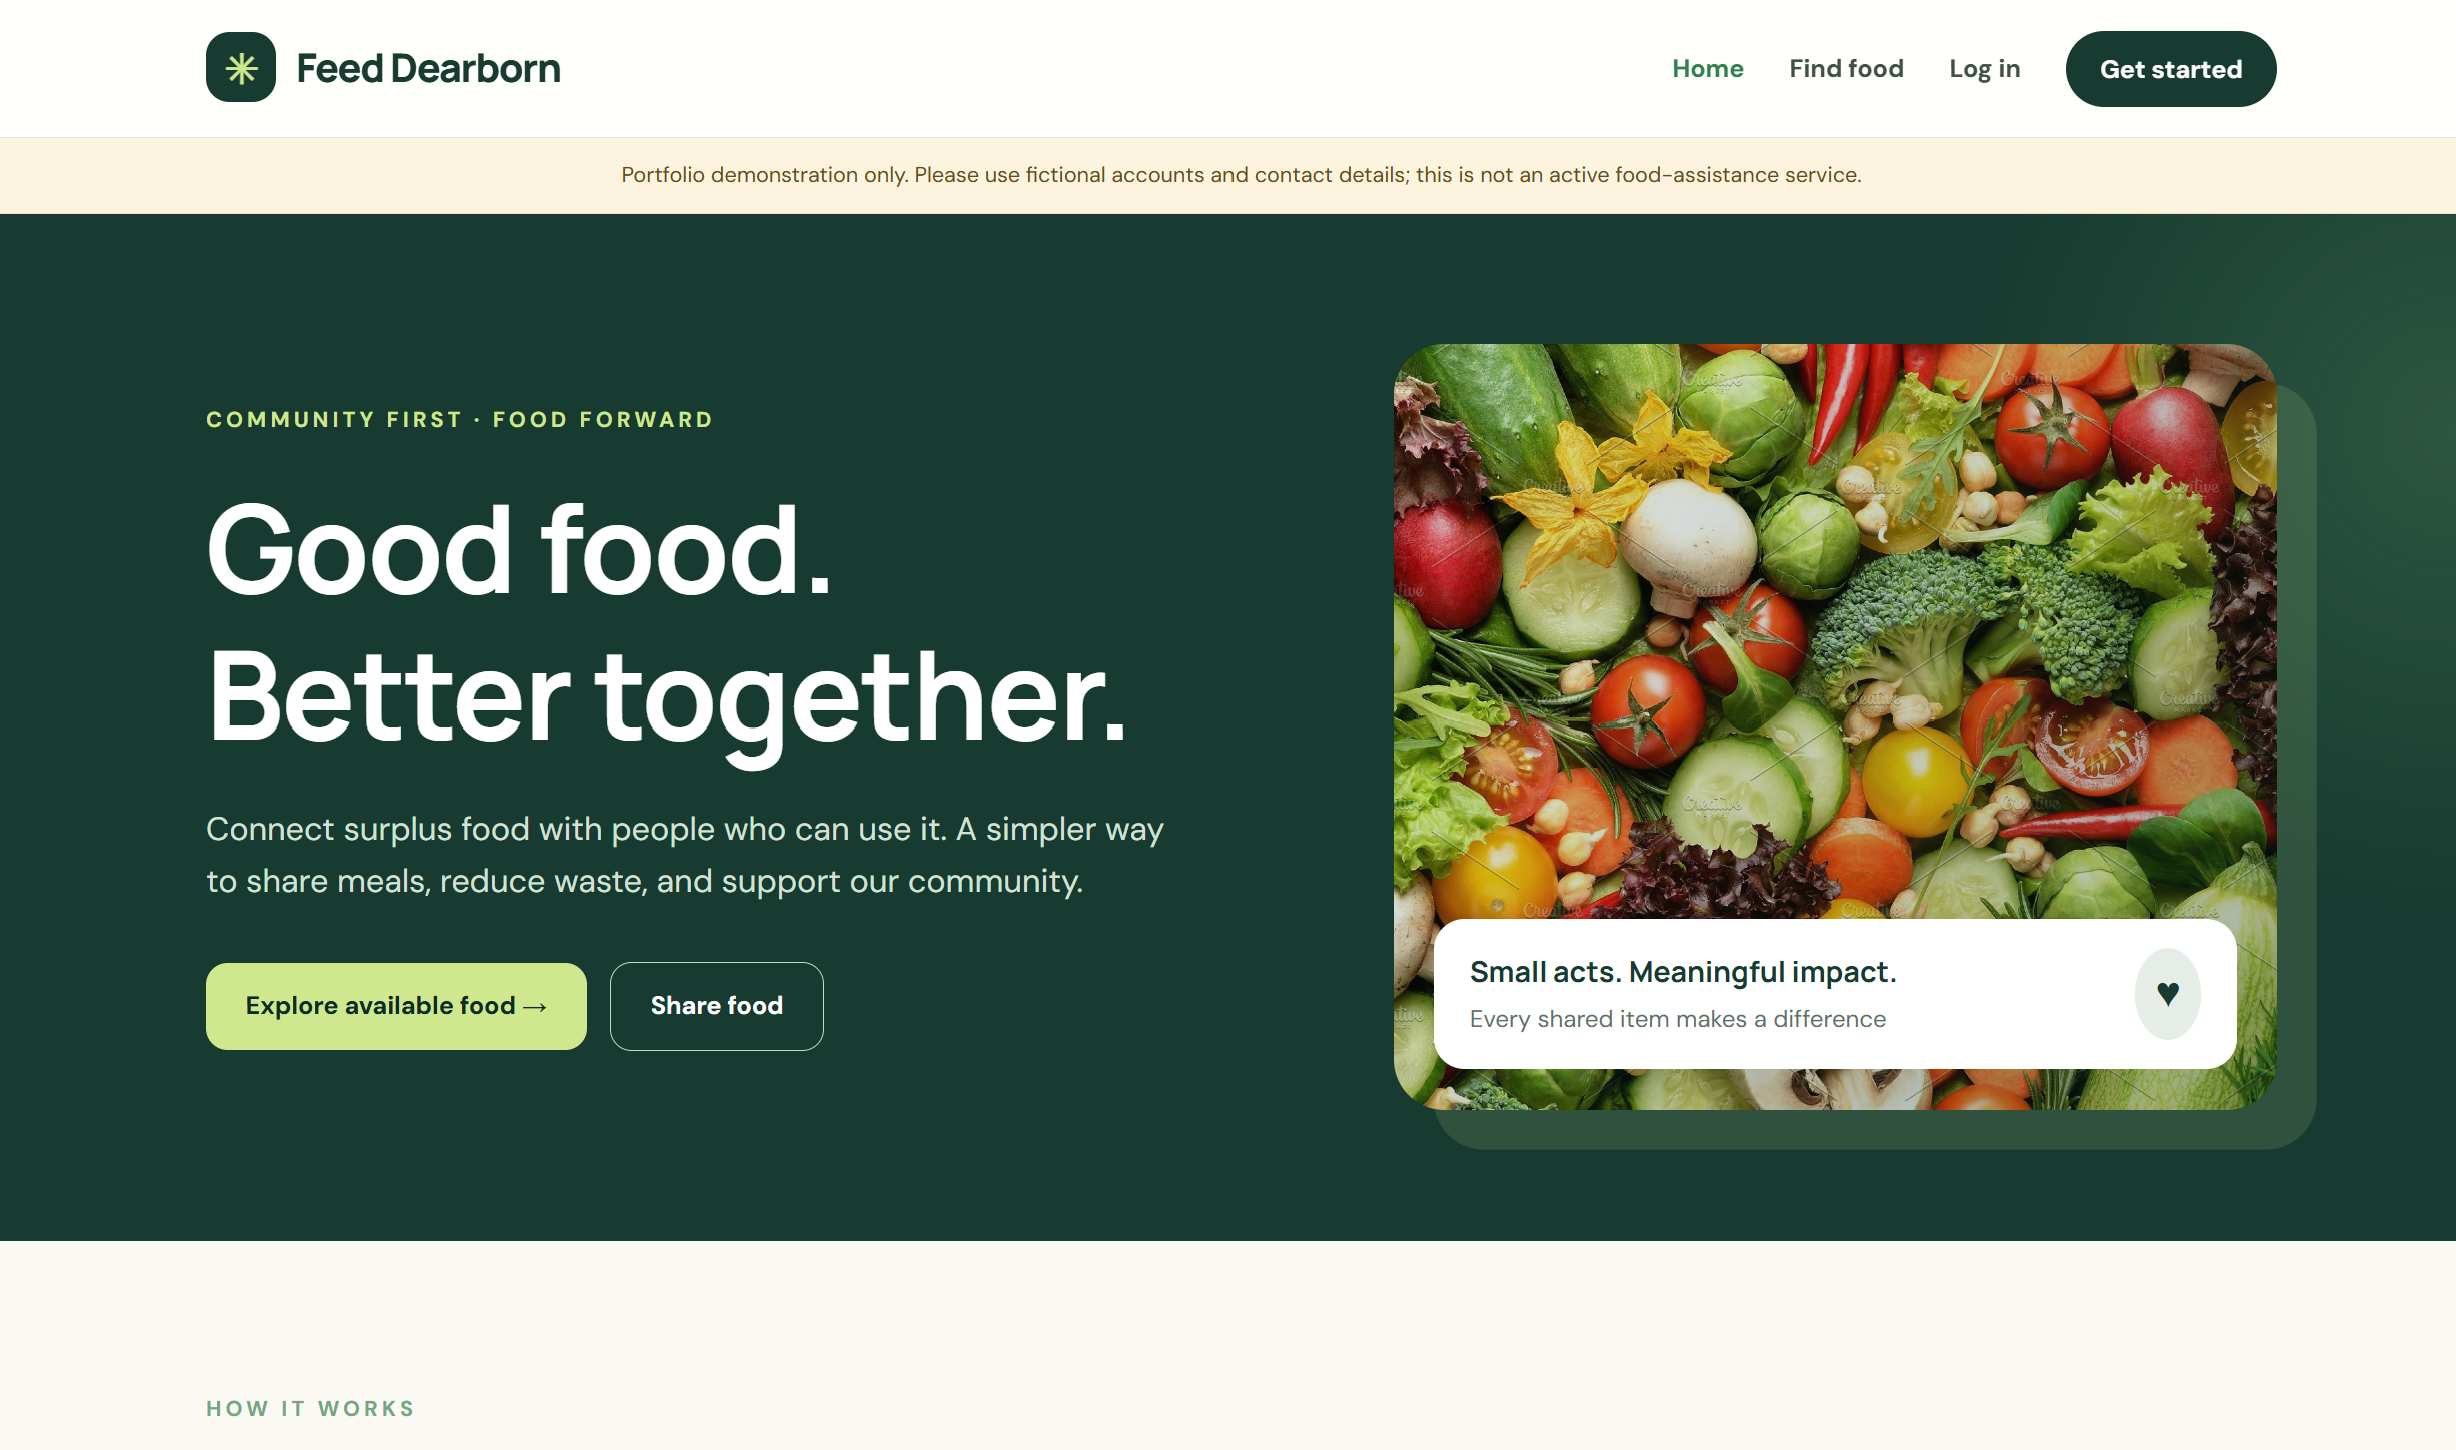 Feed Dearborn
Home
Find food
Log in
Get started
Portfolio demonstration only. Please use fictional accounts and contact details; this is not an active food-assistance service.
COMMUNITY FIRST · FOOD FORWARD
Good food.
Better together.
Connect surplus food with people who can use it. A simpler way
to share meals, reduce waste, and support our community.
Explore available food →
Share food
Creative
Small acts. Meaningful impact.
Every shared item makes a difference
HOW IT WORKS